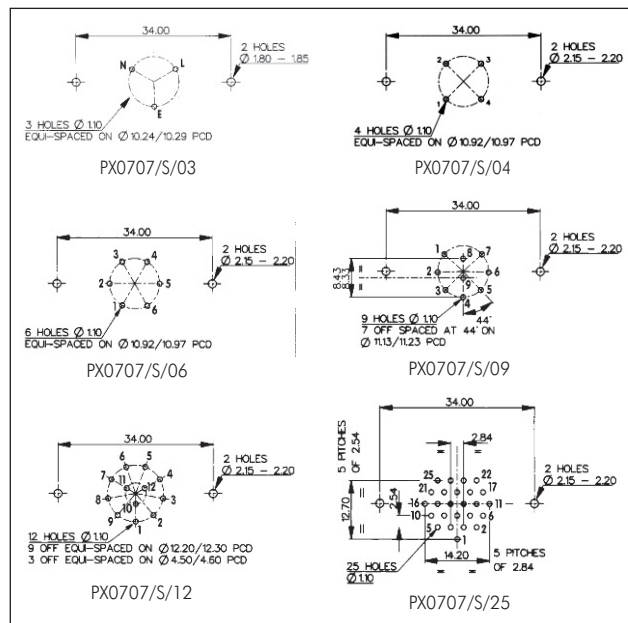 34.00
2 HOLES
Ø 1.80 – 1.85
N
L
E
3 HOLES Ø 1.10
EQUI-SPACED ON Ø 10.24/10.29 PCD
PX0707/S/03
34.00
2 HOLES
Ø 2.15 – 2.20
2
3
1
4
4 HOLES Ø 1.10
EQUI-SPACED ON Ø 10.92/10.97 PCD
PX0707/S/04
34.00
2 HOLES
Ø 2.15 – 2.20
3
4
2
5
1
6
6 HOLES Ø 1.10
EQUI-SPACED ON Ø 10.92/10.97 PCD
PX0707/S/06
34.00
2 HOLES
Ø 2.15 – 2.20
8.43
8.33
=
=
1
8
7
2
6
9
3
5
4
44°
9 HOLES Ø 1.10
7 OFF SPACED AT 44° ON
Ø 11.13/11.23 PCD
PX0707/S/09
34.00
2 HOLES
Ø 2.15 – 2.20
6
5
7
4
11
12
8
3
10
9
2
1
12 HOLES Ø 1.10
9 OFF EQUI-SPACED ON Ø 12.20/12.30 PCD
3 OFF EQUI-SPACED ON Ø 4.50/4.60 PCD
PX0707/S/12
34.00
5 PITCHES
OF 2.54
2.84
= =
2 HOLES
Ø 2.15 – 2.20
25
22
21
17
16
11
10
6
5
2
1
12.70
2.54
=
=
14.20
5 PITCHES
OF 2.84
= =
25 HOLES
Ø 1.10
PX0707/S/25